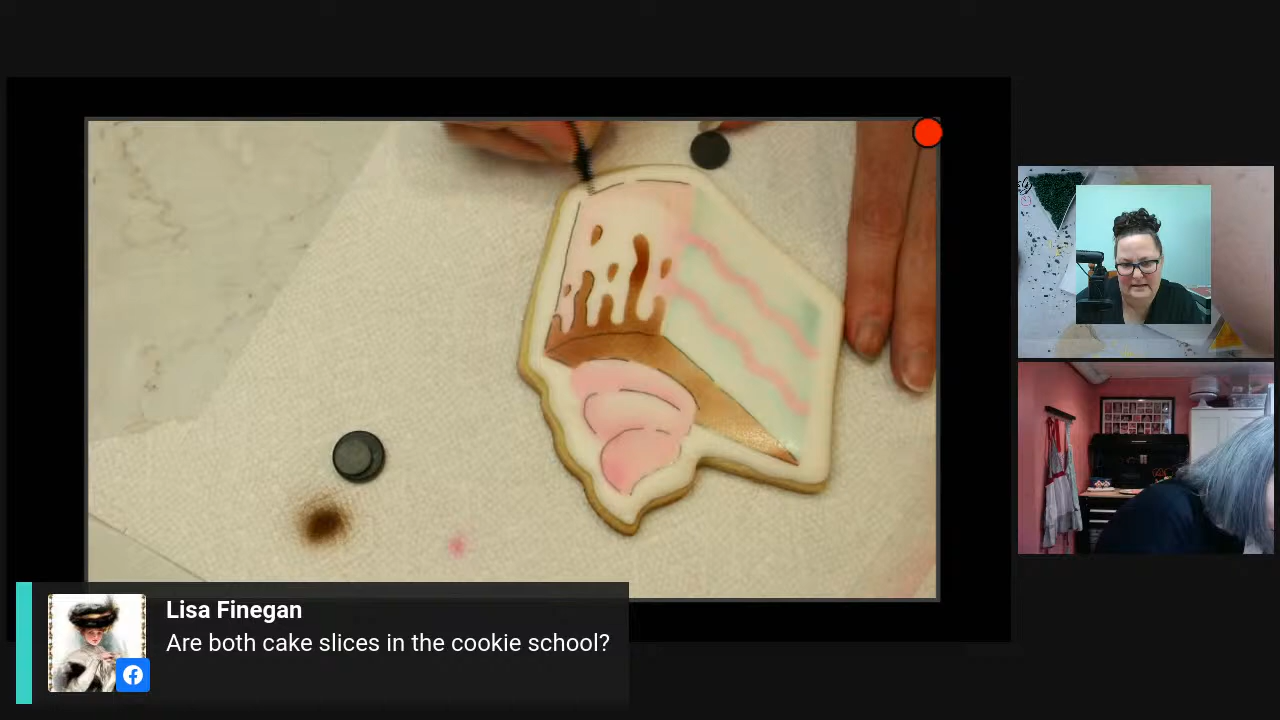 Lisa Finegan
Are both cake slices in the cookie school?